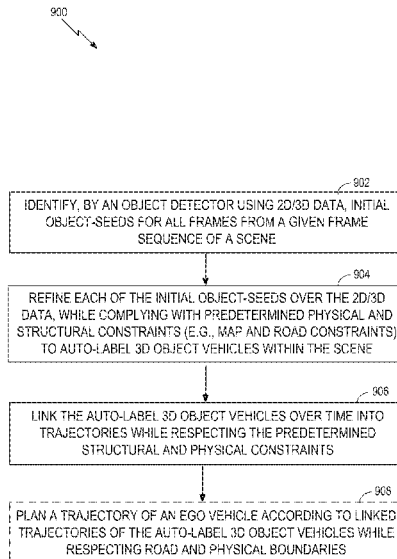 900
902
IDENTIFY, BY AN OBJECT DETECTOR USING 2D/3D DATA, INITIAL
OBJECT-SEEDS FOR ALL FRAMES FROM A GIVEN FRAME
SEQUENCE OF A SCENE
904
REFINE EACH OF THE INITIAL OBJECT-SEEDS OVER THE 2D/3D
DATA, WHILE COMPLYING WITH PREDETERMINED PHYSICAL AND
STRUCTURAL CONSTRAINTS (E.G., MAP AND ROAD CONSTRAINTS)
TO AUTO-LABEL 3D OBJECT VEHICLES WITHIN THE SCENE
906
LINK THE AUTO-LABEL 3D OBJECT VEHICLES OVER TIME INTO
TRAJECTORIES WHILE RESPECTING THE PREDETERMINED
STRUCTURAL AND PHYSICAL CONSTRAINTS
908
PLAN A TRAJECTORY OF AN EGO VEHICLE ACCORDING TO LINKED
TRAJECTORIES OF THE AUTO-LABEL 3D OBJECT VEHICLES WHILE
RESPECTING ROAD AND PHYSICAL BOUNDARIES